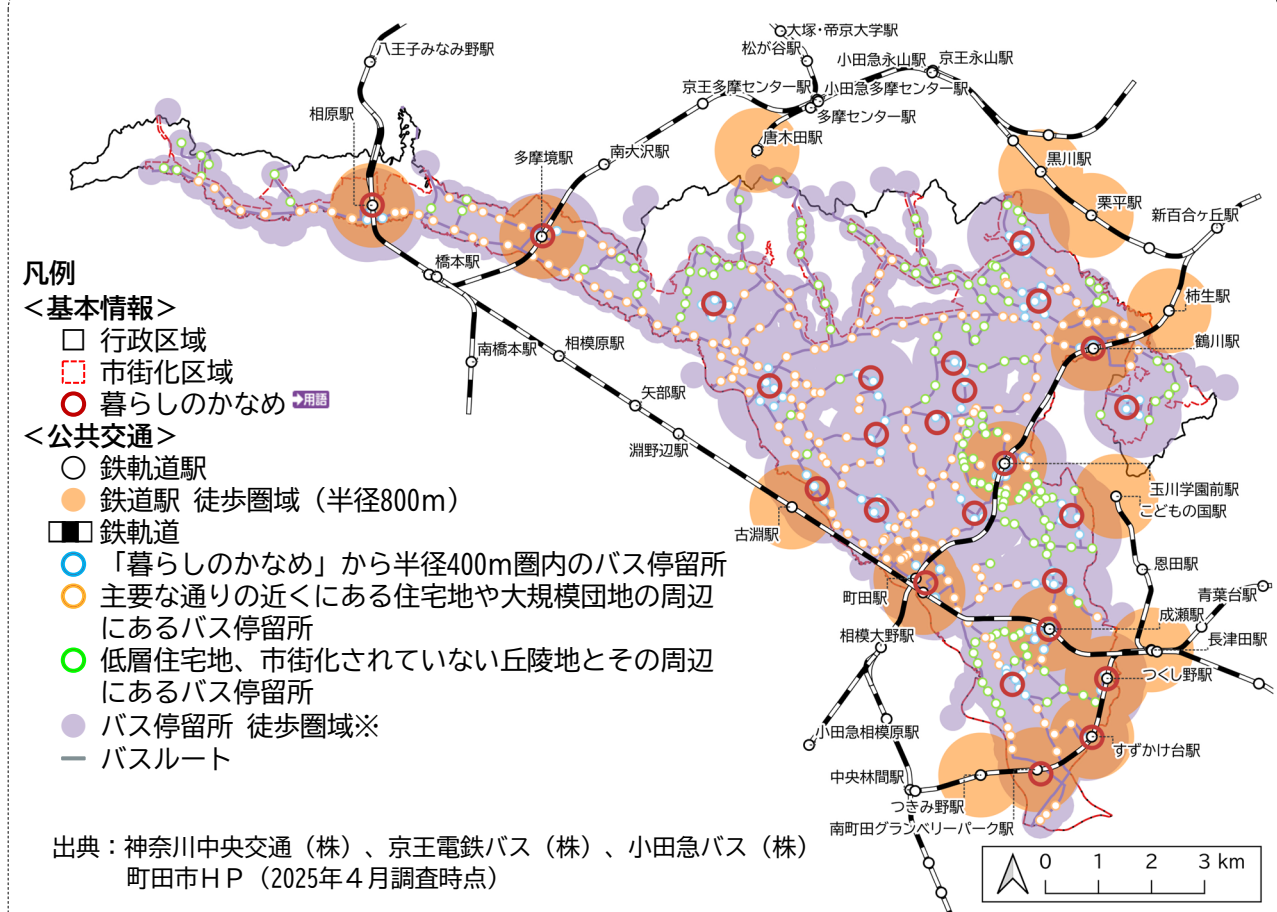 大塚・帝京大学駅
松が谷駅
八王子みなみ野駅
小田急永山駅
京王永山駅
京王多摩センター駅
小田急多摩センター駅
多摩センター駅
相原駅
唐木田駅
多摩境駅
南大沢駅
黒川駅
栗平駅
新百合ヶ丘駅
橋本駅
柿生駅
鶴川駅
南橋本駅
相模原駅
矢部駅
淵野辺駅
玉川学園前駅
こどもの国駅
古淵駅
恩田駅
町田駅
青葉台駅
成瀬駅
相模大野駅
長津田駅
つくし野駅
小田急相模原駅
すずかけ台駅
中央林間駅
つきみ野駅
南町田グランベリーパーク駅
凡例
＜基本情報＞
行政区域
市街化区域
暮らしのかなめ ➔用語
＜公共交通＞
鉄軌道駅
鉄道駅 徒歩圏域（半径800m）
鉄軌道
「暮らしのかなめ」から半径400m圏内のバス停留所
主要な通りの近くにある住宅地や大規模団地の周辺
にあるバス停留所
低層住宅地、市街化されていない丘陵地とその周辺
にあるバス停留所
バス停留所 徒歩圏域※
バスルート
出典：神奈川中央交通（株）、京王電鉄バス（株）、小田急バス（株）
町田市ＨＰ（2025年４月調査時点）
0 1 2 3 km